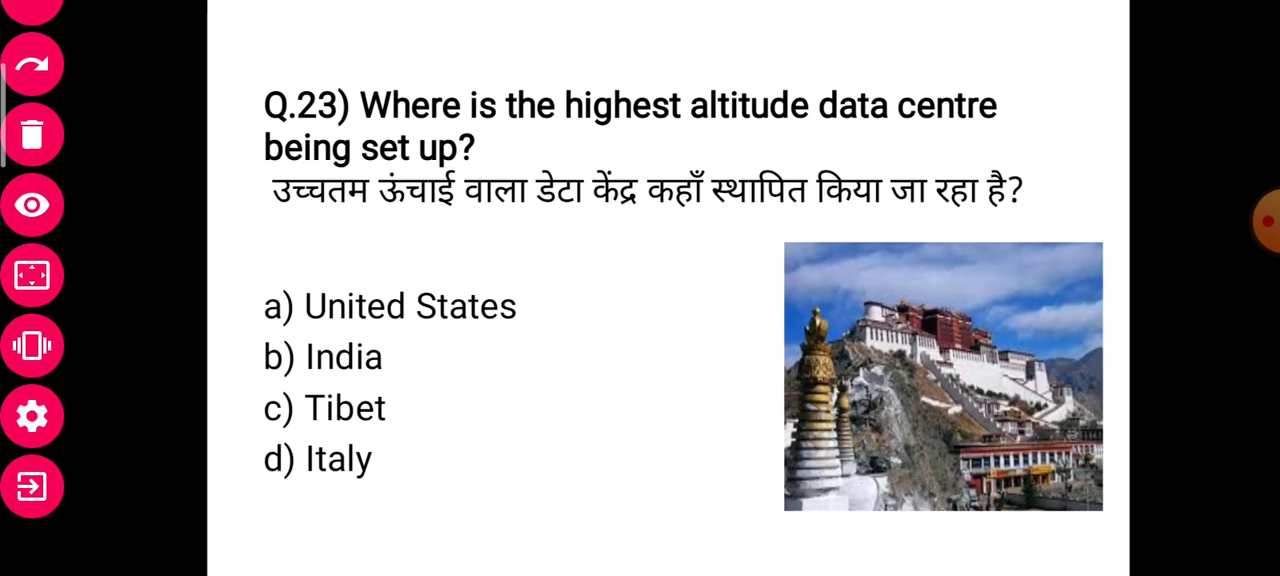 Q.23) Where is the highest altitude data centre
being set up?
उच्चतम ऊंचाई वाला डेटा केंद्र कहाँ स्थापित किया जा रहा है?
a) United States
b) India
c) Tibet
d) Italy